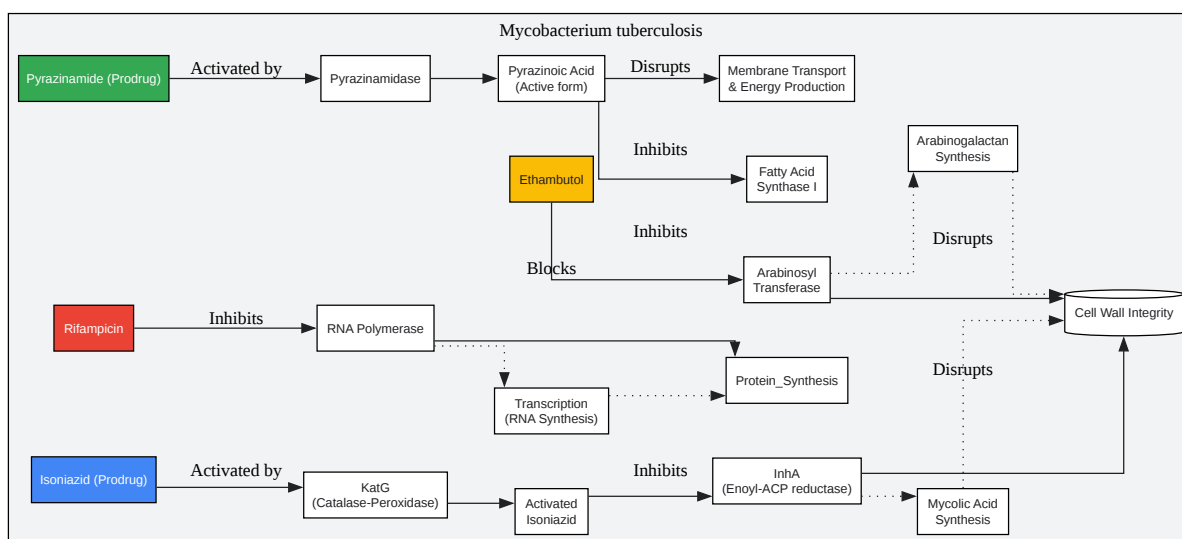 Mycobacterium tuberculosis
Pyrazinamide (Prodrug)
Activated by
Pyrazinamidase
Pyrazinoic Acid
(Active form)
Disrupts
Membrane Transport
& Energy Production
Inhibits
Arabinogalactan
Synthesis
Ethambutol
Fatty Acid
Synthase I
Inhibits
Disrupts
Blocks
Arabinosyl
Transferase
Cell Wall Integrity
Rifampicin
Inhibits
RNA Polymerase
Protein_Synthesis
Disrupts
Transcription
(RNA Synthesis)
Isoniazid (Prodrug)
Activated by
KatG
(Catalase-Peroxidase)
Activated
Isoniazid
Inhibits
InhA
(Enoyl-ACP reductase)
Mycolic Acid
Synthesis